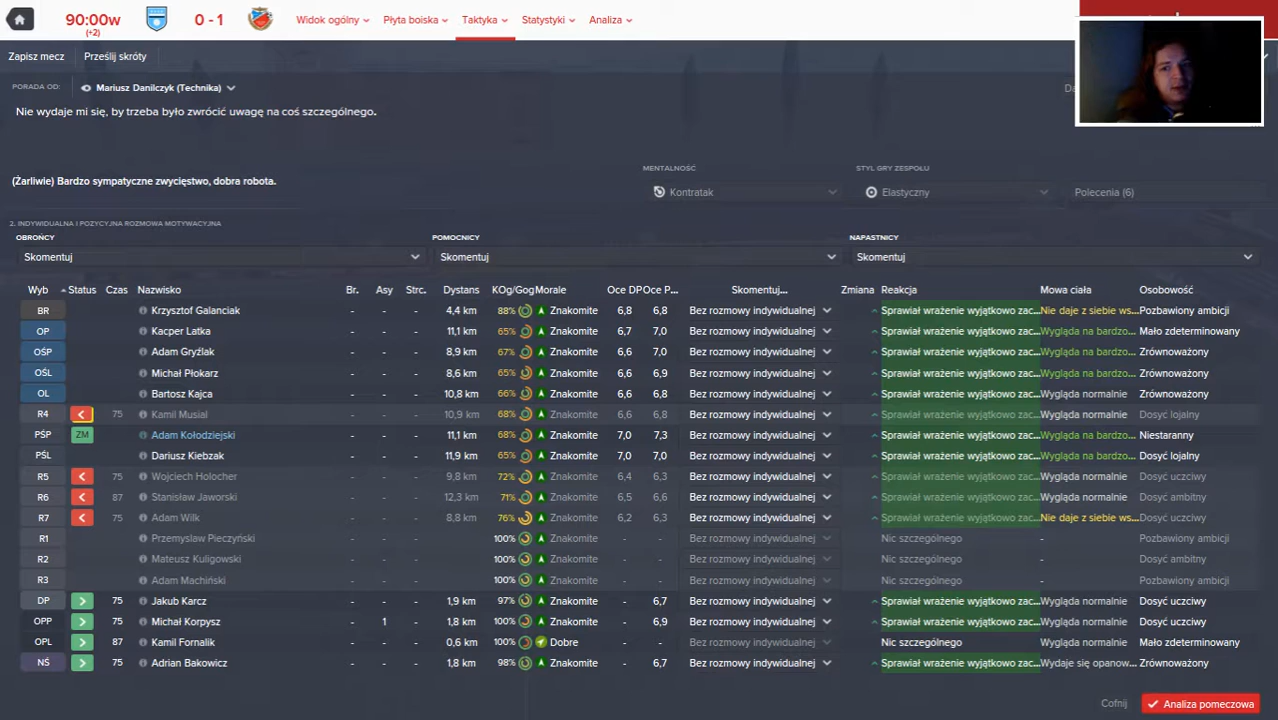 90:00w
(+2)
0 - 1
Widok ogólny
Płyta boiska
Taktyka
Statystyki
Analiza
Zapisz mecz
Prześlij skróty
PORADA OD:
Mariusz Danilczyk (Technika)
Nie wydaje mi się, by trzeba było zwrócić uwagę na coś szczególnego.
MENTALNOŚĆ
STYL GRY ZESPOŁU
(Żarliwie) Bardzo sympatyczne zwycięstwo, dobra robota.
Kontratak
Elastyczny
Polecenia (6)
2. INDYWIDUALNA I POZYCYJNA ROZMOWA MOTYWACYJNA
OBROŃCY
POMOCNICY
NAPASTNICY
Skomentuj
Skomentuj
Skomentuj
Wyb Status Czas Nazwisko Br. Asy Strc. Dystans KOg/Gog Morale Oce DP Oce P... Skomentuj... Zmiana Reakcja Mowa ciała Osobowość
BR Krzysztof Galanciak - - - 4,4 km 88% Znakomite 6,8 6,8 Bez rozmowy indywidualnej Sprawiał wrażenie wyjątkowo zac... Nie daje z siebie ws... Pozbawiony ambicji
OP Kacper Latka - - - 11,1 km 65% Znakomite 6,7 7,0 Bez rozmowy indywidualnej Sprawiał wrażenie wyjątkowo zac... Wygląda na bardzo... Mało zdeterminowany
OŚP Adam Gryźlak - - - 8,9 km 67% Znakomite 6,6 7,0 Bez rozmowy indywidualnej Sprawiał wrażenie wyjątkowo zac... Wygląda na bardzo... Zrównoważony
OŚL Michał Płokarz - - - 8,6 km 65% Znakomite 6,6 6,9 Bez rozmowy indywidualnej Sprawiał wrażenie wyjątkowo zac... Wygląda na bardzo... Zrównoważony
OL Bartosz Kajca - - - 10,8 km 66% Znakomite 6,6 6,8 Bez rozmowy indywidualnej Sprawiał wrażenie wyjątkowo zac... Wygląda normalnie Zrównoważony
R4 75 Kamil Musial - - - 10,9 km 68% Znakomite 6,6 6,8 Bez rozmowy indywidualnej Sprawiał wrażenie wyjątkowo zac... Wygląda normalnie Dosyć lojalny
PŚP ZM Adam Kołodziejski - - - 11,1 km 68% Znakomite 7,0 7,3 Bez rozmowy indywidualnej Sprawiał wrażenie wyjątkowo zac... Wygląda na bardzo... Niestaranny
PŚL Dariusz Kiebzak - - - 11,9 km 65% Znakomite 7,0 7,0 Bez rozmowy indywidualnej Sprawiał wrażenie wyjątkowo zac... Wygląda na bardzo... Dosyć lojalny
R5 75 Wojciech Holocher - - - 9,8 km 72% Znakomite 6,4 6,3 Bez rozmowy indywidualnej Sprawiał wrażenie wyjątkowo zac... Wygląda normalnie Dosyć uczciwy
R6 87 Stanisław Jaworski - - - 12,3 km 71% Znakomite 6,5 6,6 Bez rozmowy indywidualnej Sprawiał wrażenie wyjątkowo zac... Wygląda normalnie Dosyć ambitny
R7 75 Adam Wilk - - - 8,8 km 76% Znakomite 6,2 6,3 Bez rozmowy indywidualnej Sprawiał wrażenie wyjątkowo zac... Nie daje z siebie ws... Dosyć uczciwy
R1 Przemysław Pieczyński - - - - 100% Znakomite - - Bez rozmowy indywidualnej Nic szczególnego - Pozbawiony ambicji
R2 Mateusz Kuligowski - - - - 100% Znakomite - - Bez rozmowy indywidualnej Nic szczególnego - Dosyć ambitny
R3 Adam Machiński - - - - 100% Znakomite - - Bez rozmowy indywidualnej Nic szczególnego - Pozbawiony ambicji
DP 75 Jakub Karcz - - - 1,9 km 97% Znakomite - 6,7 Bez rozmowy indywidualnej Sprawiał wrażenie wyjątkowo zac... Wygląda normalnie Dosyć uczciwy
OPP 75 Michał Korpysz - 1 - 1,8 km 100% Znakomite - 6,9 Bez rozmowy indywidualnej Sprawiał wrażenie wyjątkowo zac... Wygląda normalnie Dosyć uczciwy
OPL 87 Kamil Fornalik - - - 0,6 km 100% Dobre - - Bez rozmowy indywidualnej Nic szczególnego Wygląda normalnie Mało zdeterminowany
NŚ 75 Adrian Bakowicz - - - 1,8 km 98% Znakomite - 6,7 Bez rozmowy indywidualnej Sprawiał wrażenie wyjątkowo zac... Wydaje się opanow... Zrównoważony
Cofnij
Analiza pomeczowa